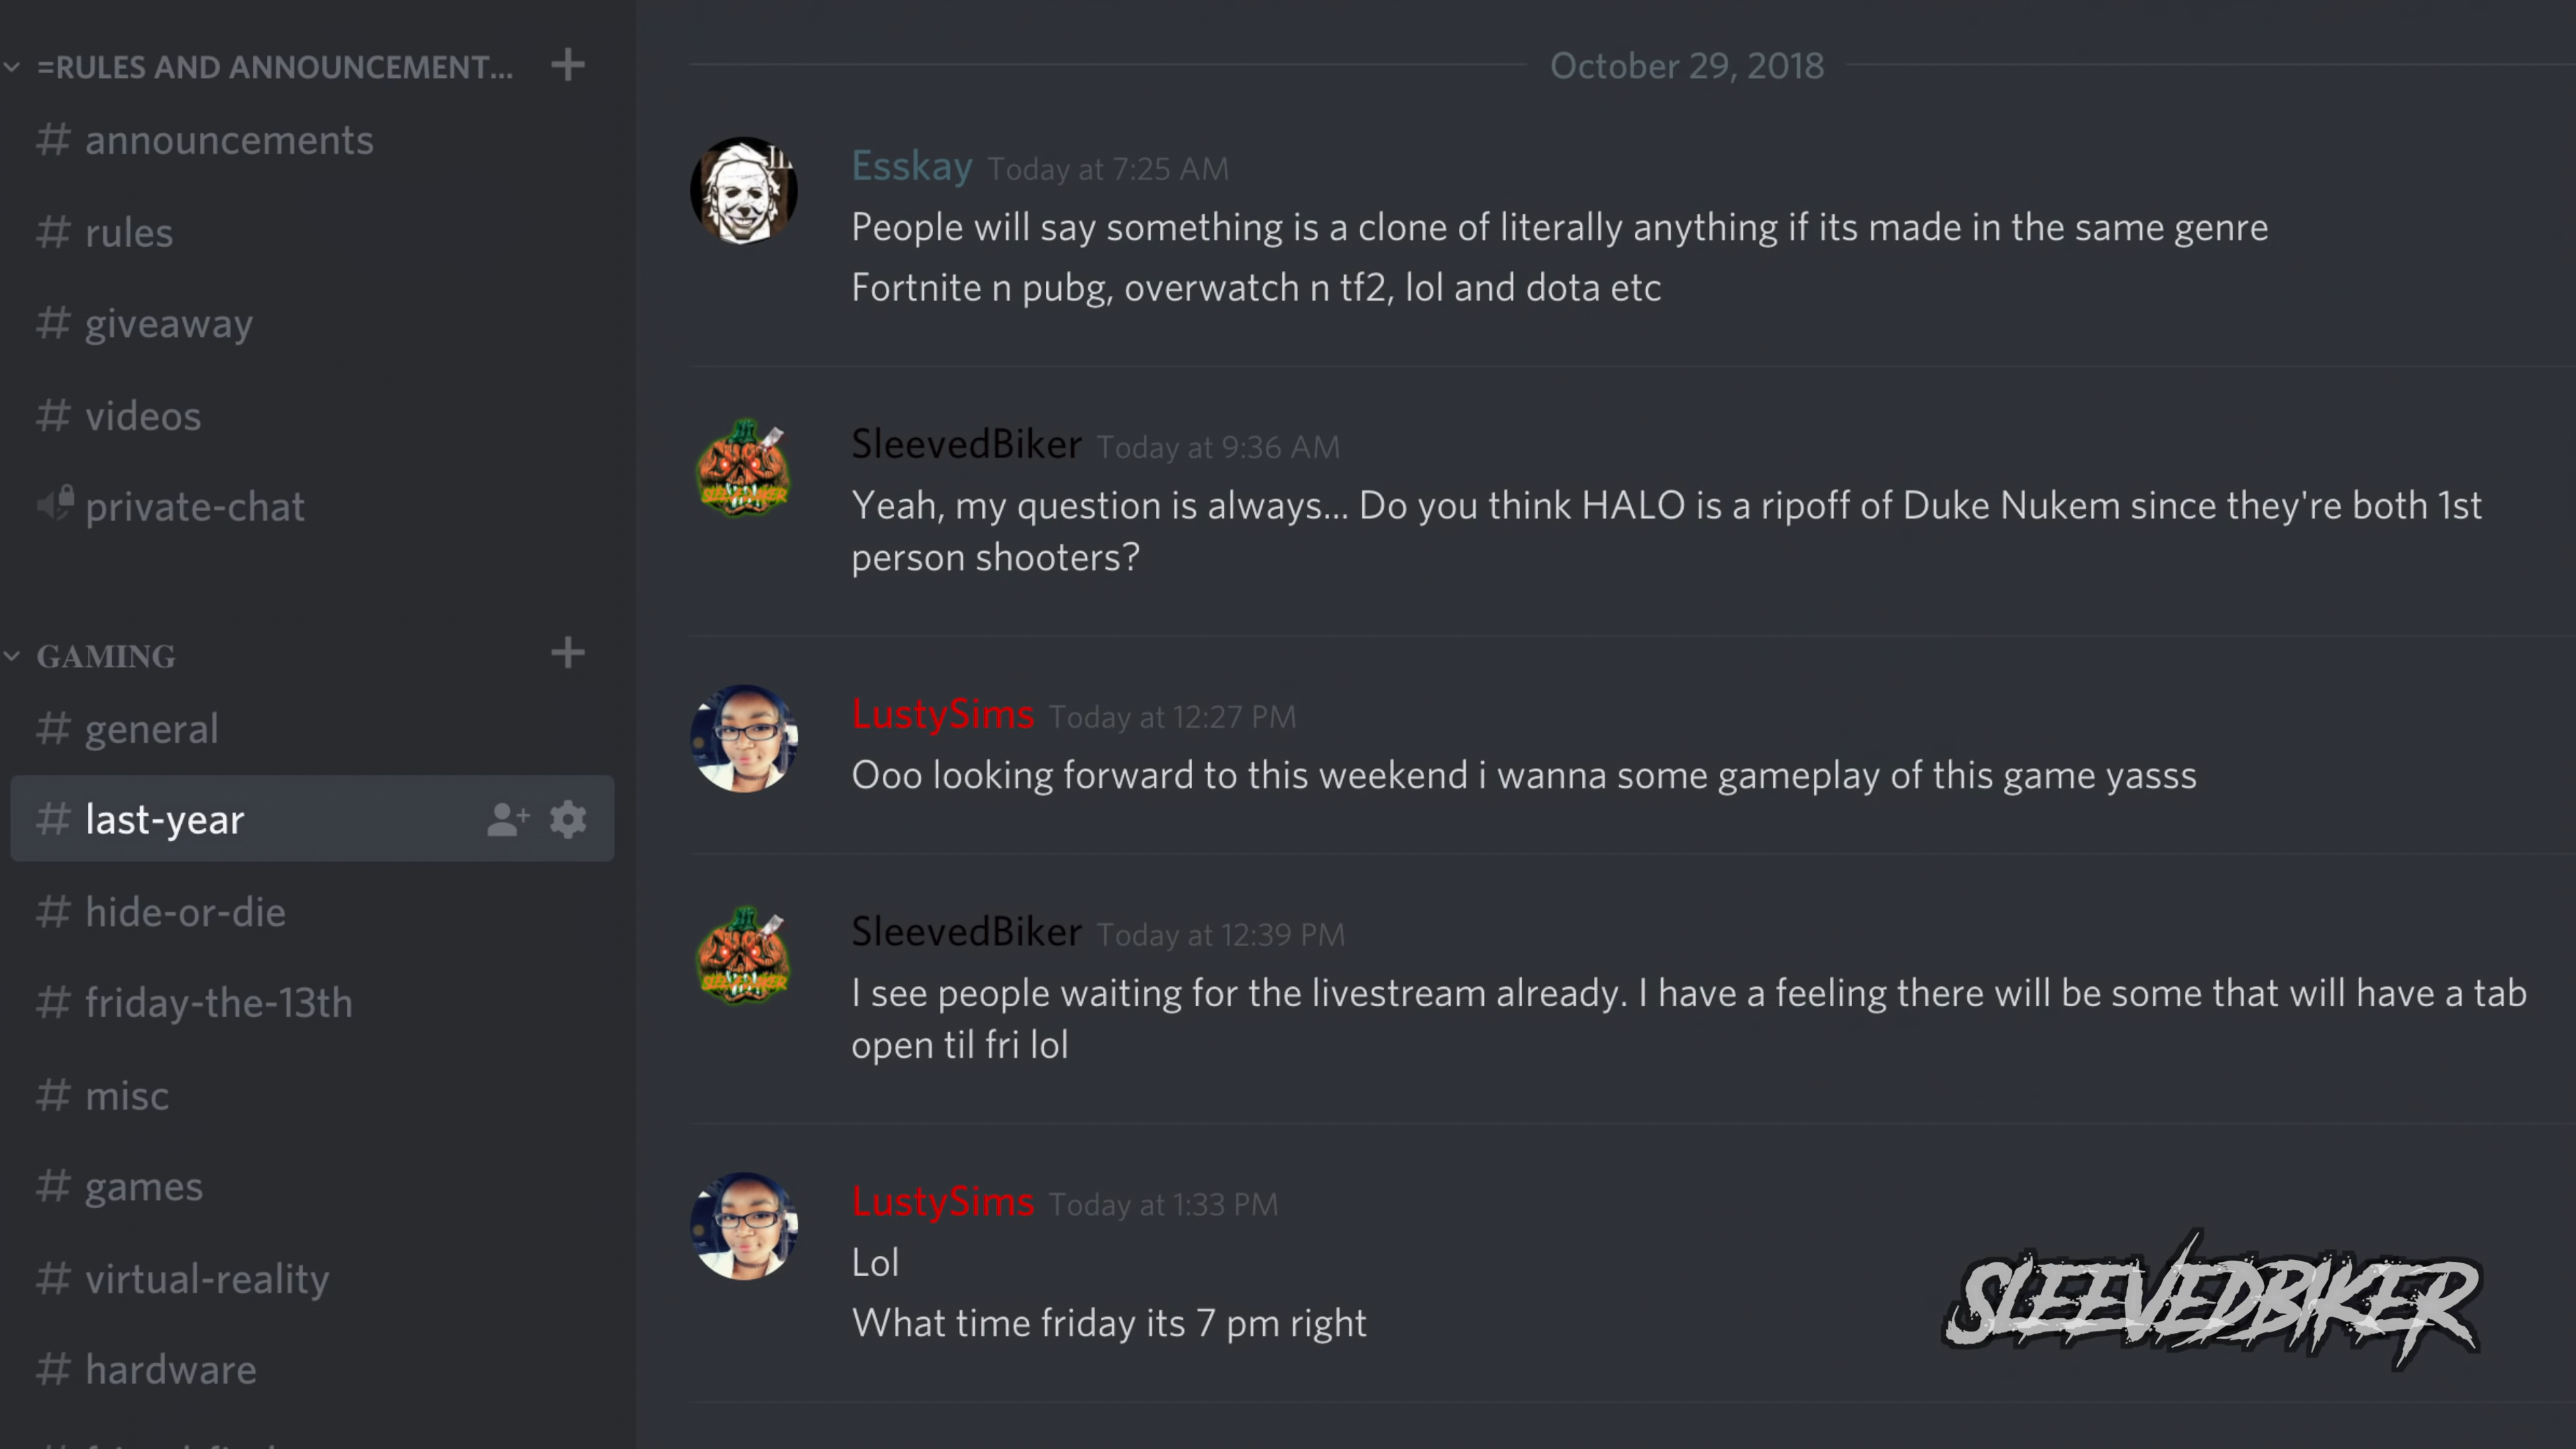 =RULES AND ANNOUNCEMENT...
# announcements
# rules
# giveaway
# videos
private-chat
GAMING
# general
# last-year
# hide-or-die
# friday-the-13th
# misc
# games
# virtual-reality
# hardware
October 29, 2018
Esskay Today at 7:25 AM
People will say something is a clone of literally anything if its made in the same genre
Fortnite n pubg, overwatch n tf2, lol and dota etc
SleevedBiker Today at 9:36 AM
Yeah, my question is always... Do you think HALO is a ripoff of Duke Nukem since they're both 1st
person shooters?
LustySims Today at 12:27 PM
Ooo looking forward to this weekend i wanna some gameplay of this game yasss
SleevedBiker Today at 12:39 PM
I see people waiting for the livestream already. I have a feeling there will be some that will have a tab
open til fri lol
LustySims Today at 1:33 PM
Lol
What time friday its 7 pm right
SLEEVEDBIKER